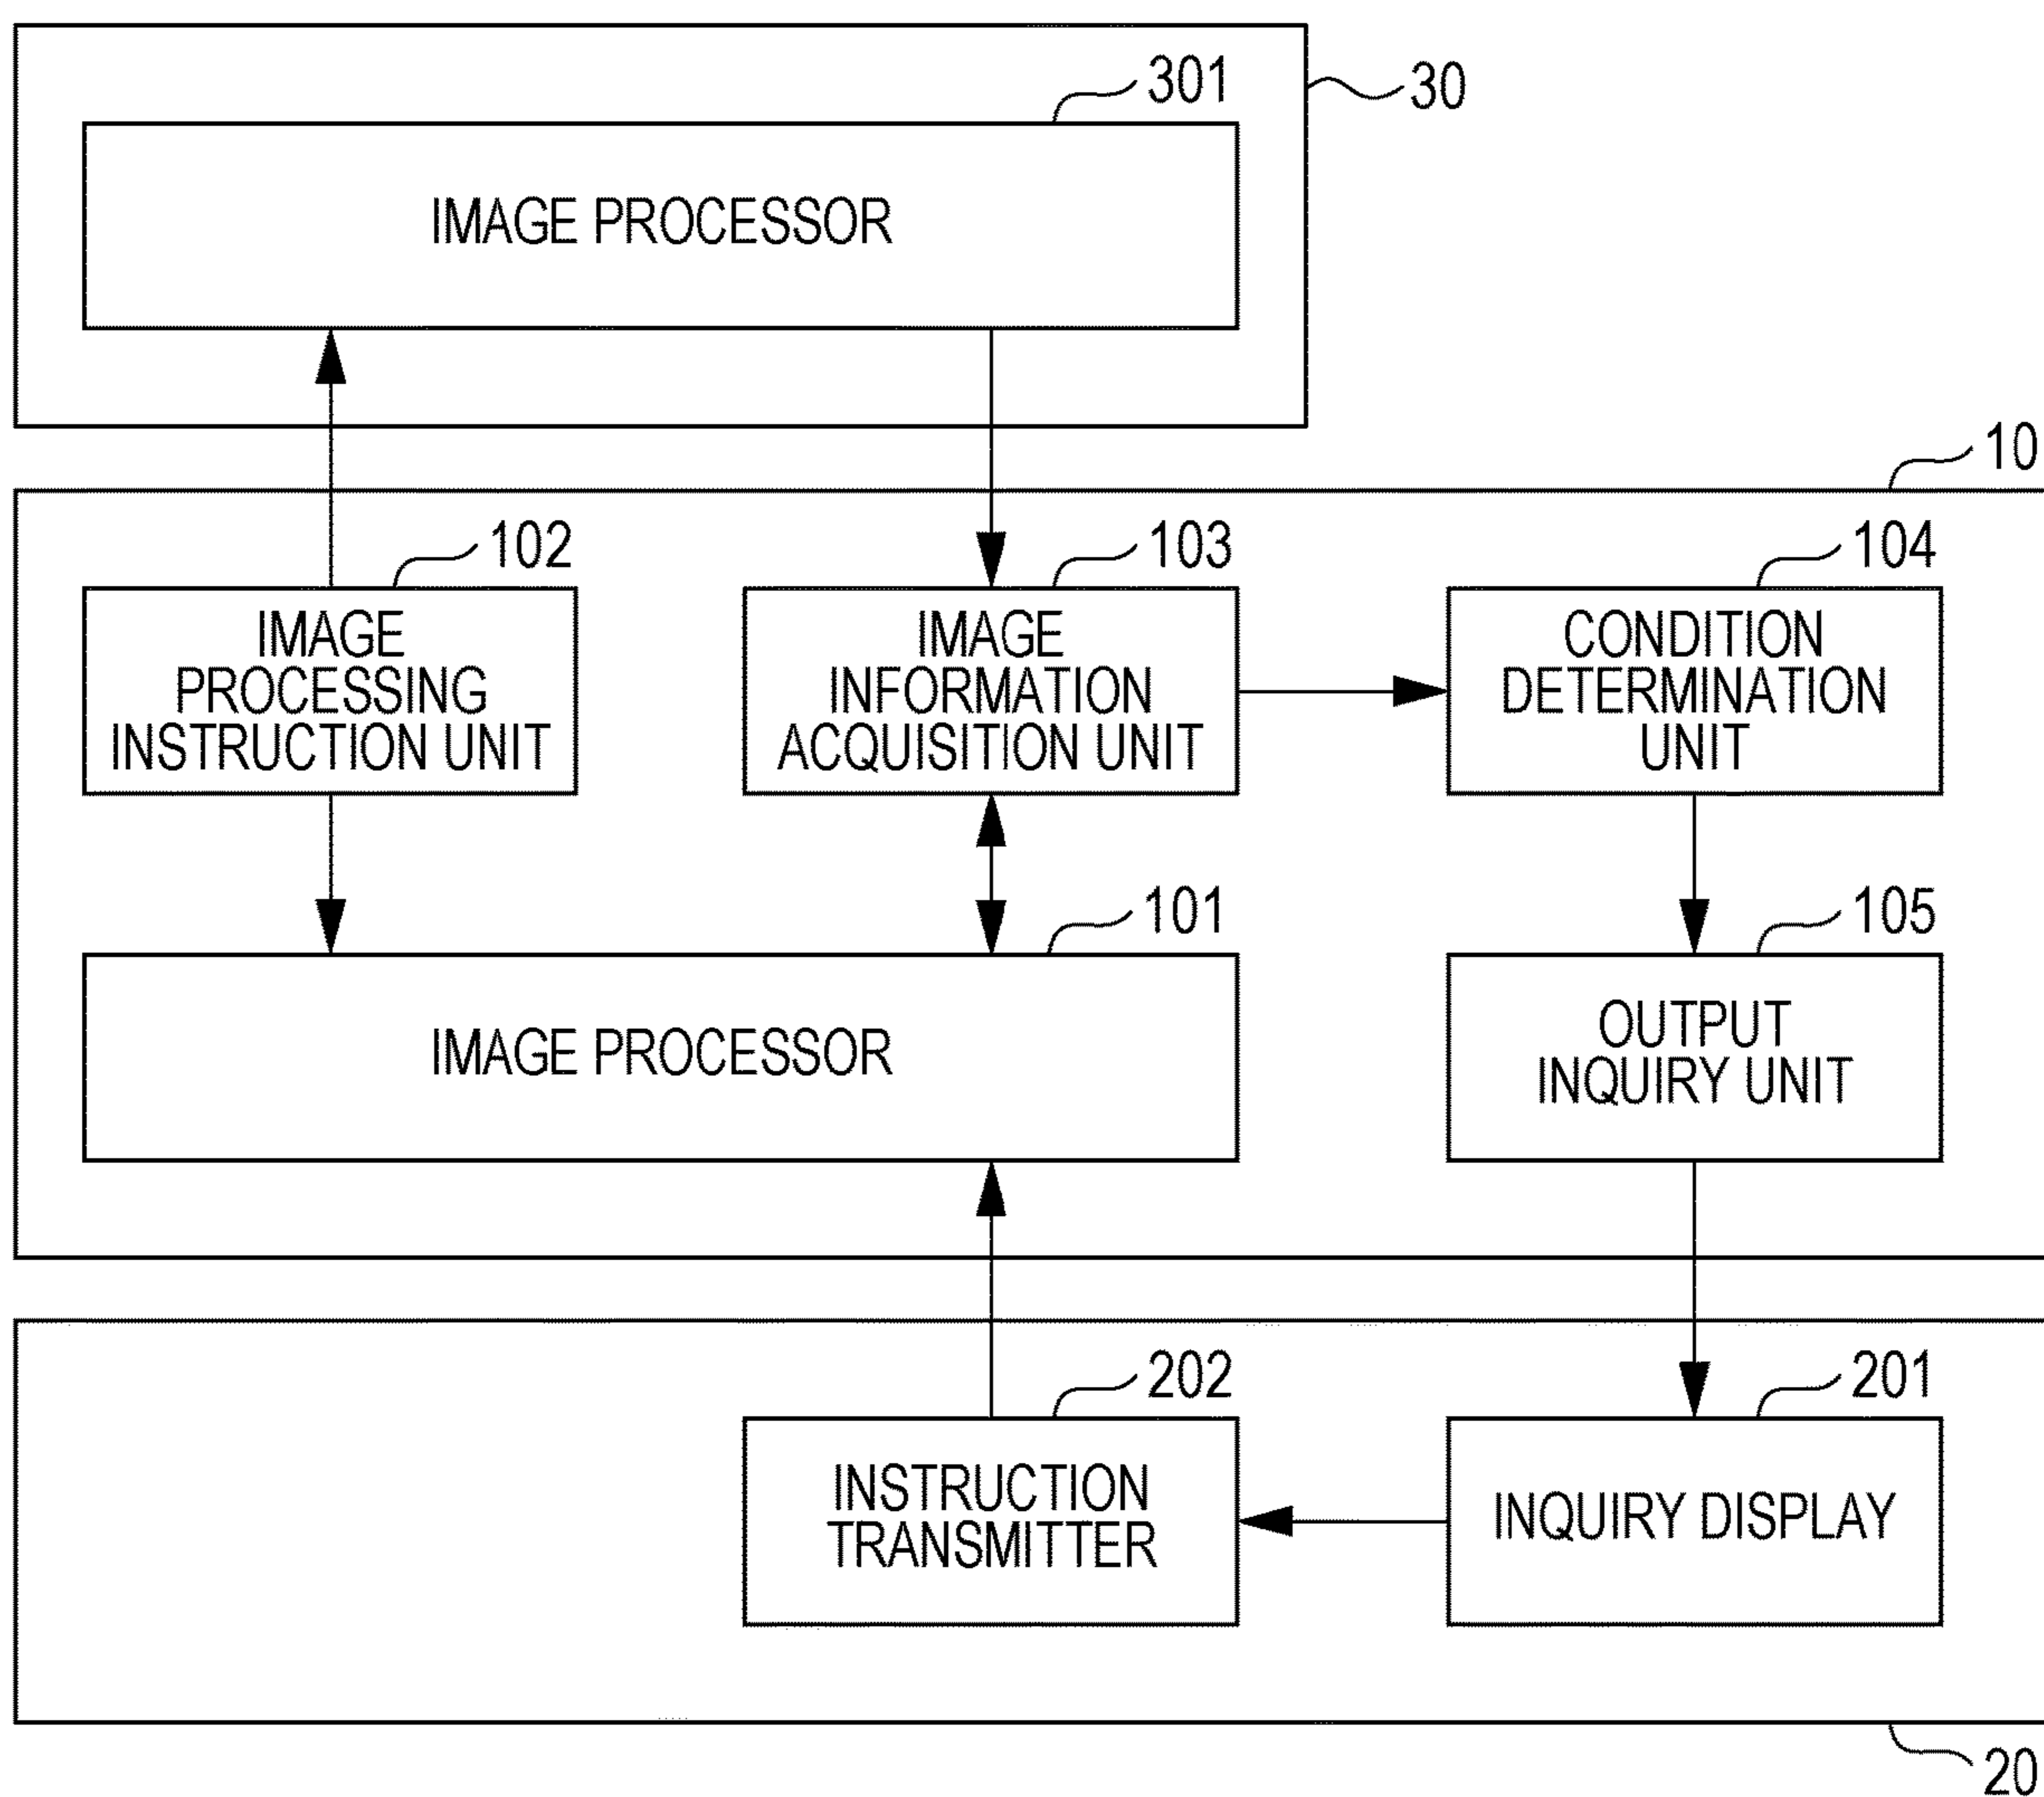 301
30
IMAGE PROCESSOR
10
102
103
104
IMAGE
PROCESSING
INSTRUCTION UNIT
IMAGE
INFORMATION
ACQUISITION UNIT
CONDITION
DETERMINATION
UNIT
101
105
IMAGE PROCESSOR
OUTPUT
INQUIRY UNIT
202
201
INSTRUCTION
TRANSMITTER
INQUIRY DISPLAY
20